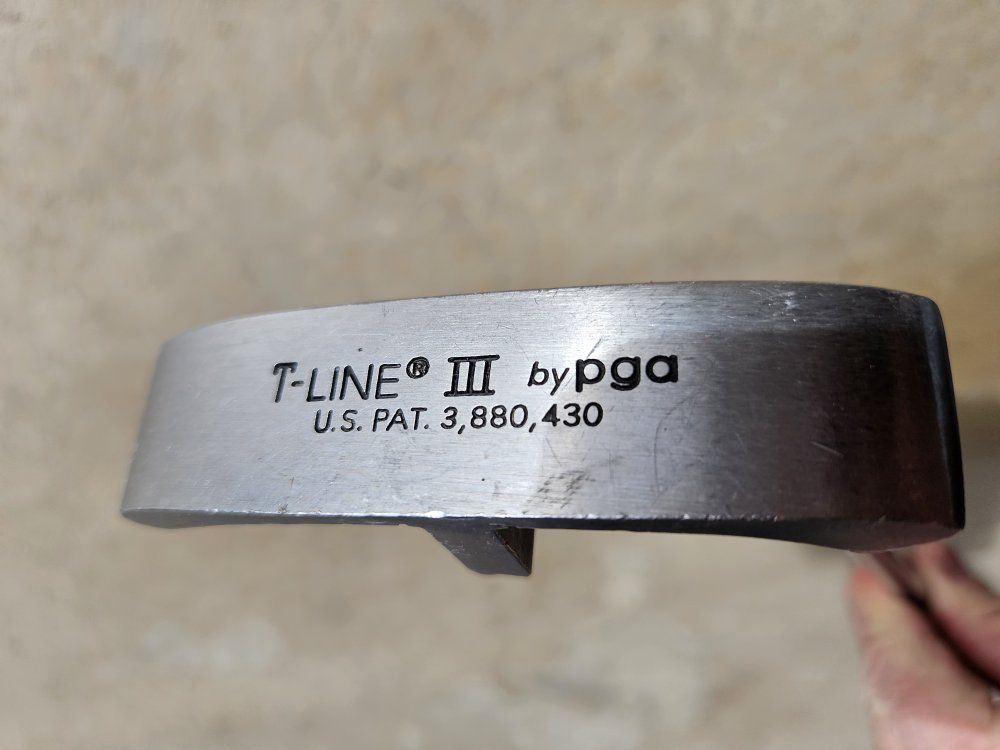 T-LINE® III by pga
U.S. PAT. 3,880,430